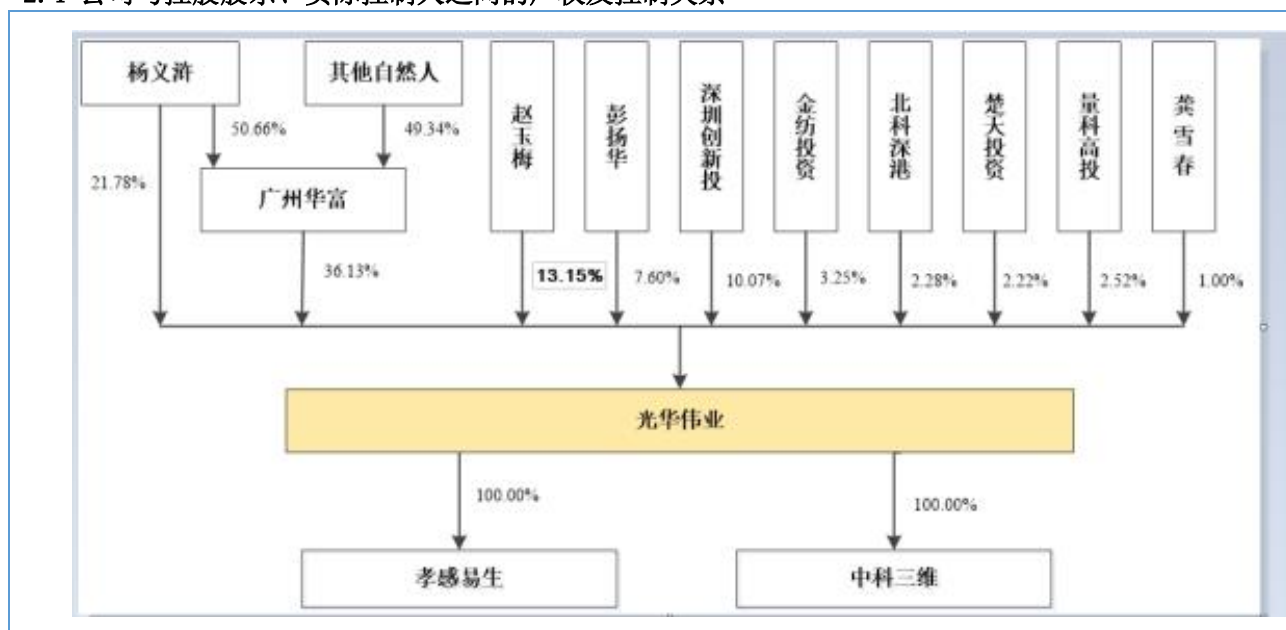 杨义浒
其他自然人
赵玉梅
彭扬华
深圳创新投
金纺投资
北科深港
楚天投资
量科高投
龚雪春
50.66%
49.34%
21.78%
广州华富
36.13%
13.15%
7.60%
10.07%
3.25%
2.28%
2.22%
2.52%
1.00%
光华伟业
100.00%
100.00%
孝感易生
中科三维